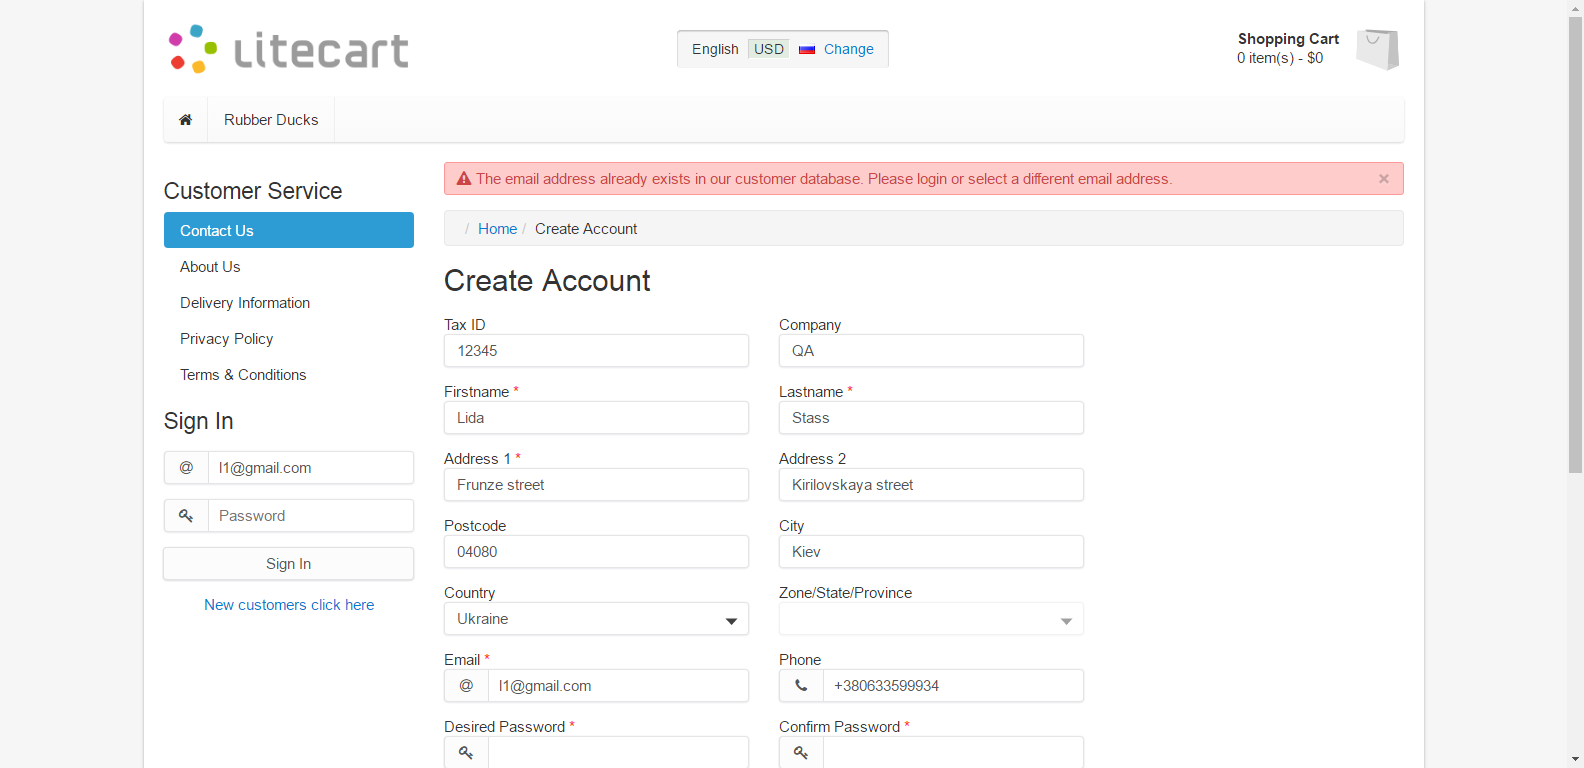 litecart
English USD Change
Shopping Cart
0 item(s) - $0
Rubber Ducks
Customer Service
Contact Us
About Us
Delivery Information
Privacy Policy
Terms & Conditions
Sign In
@ l1@gmail.com
Password
Sign In
New customers click here
The email address already exists in our customer database. Please login or select a different email address. ×
/ Home / Create Account
Create Account
Tax ID
12345
Company
QA
Firstname *
Lida
Lastname *
Stass
Address 1 *
Frunze street
Address 2
Kirilovskaya street
Postcode
04080
City
Kiev
Country
Ukraine
Zone/State/Province
Email *
@ l1@gmail.com
Phone
+380633599934
Desired Password *
Confirm Password *